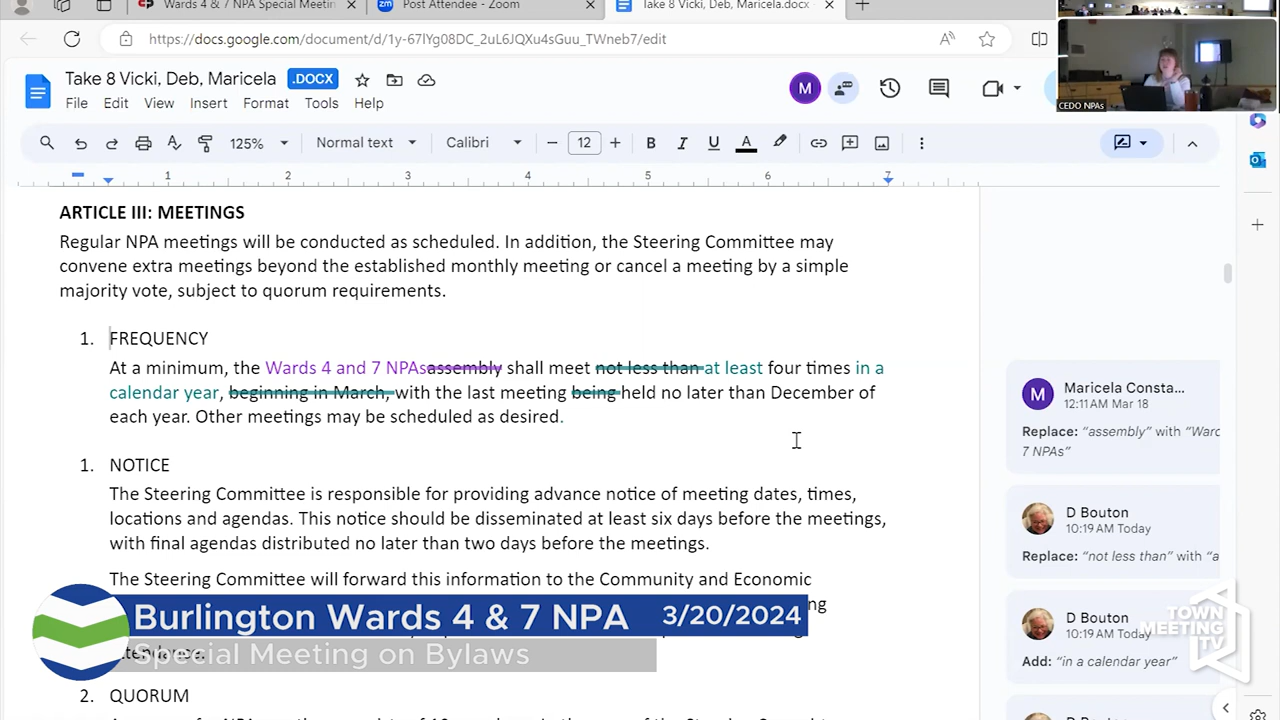 Wards 4 & 7 NPA Special Meetin
Post Attendee - Zoom
Take 8 Vicki, Deb, Maricela.docx
https://docs.google.com/document/d/1y-67lYg08DC_2uL6JQXu4sGuu_TWneb7/edit
CEDO NPAs
Take 8 Vicki, Deb, Maricela .DOCX
File Edit View Insert Format Tools Help
M
125% Normal text Calibri 12 B I U A
1 2 3 4 5 6 7
ARTICLE III: MEETINGS
Regular NPA meetings will be conducted as scheduled. In addition, the Steering Committee may
convene extra meetings beyond the established monthly meeting or cancel a meeting by a simple
majority vote, subject to quorum requirements.
1. FREQUENCY
At a minimum, the Wards 4 and 7 NPAsassembly shall meet not less than at least four times in a
calendar year, beginning in March, with the last meeting being held no later than December of
each year. Other meetings may be scheduled as desired.
1. NOTICE
The Steering Committee is responsible for providing advance notice of meeting dates, times,
locations and agendas. This notice should be disseminated at least six days before the meetings,
with final agendas distributed no later than two days before the meetings.
The Steering Committee will forward this information to the Community and Economic
2. QUORUM
M
Maricela Consta...
12:11 AM Mar 18
Replace: "assembly" with "Ward
7 NPAs"
D Bouton
10:19 AM Today
Replace: "not less than" with "a
D Bouton
10:19 AM Today
Add: "in a calendar year"
Burlington Wards 4 & 7 NPA 3/20/2024
Special Meeting on Bylaws
TOWN
MEETING
TV